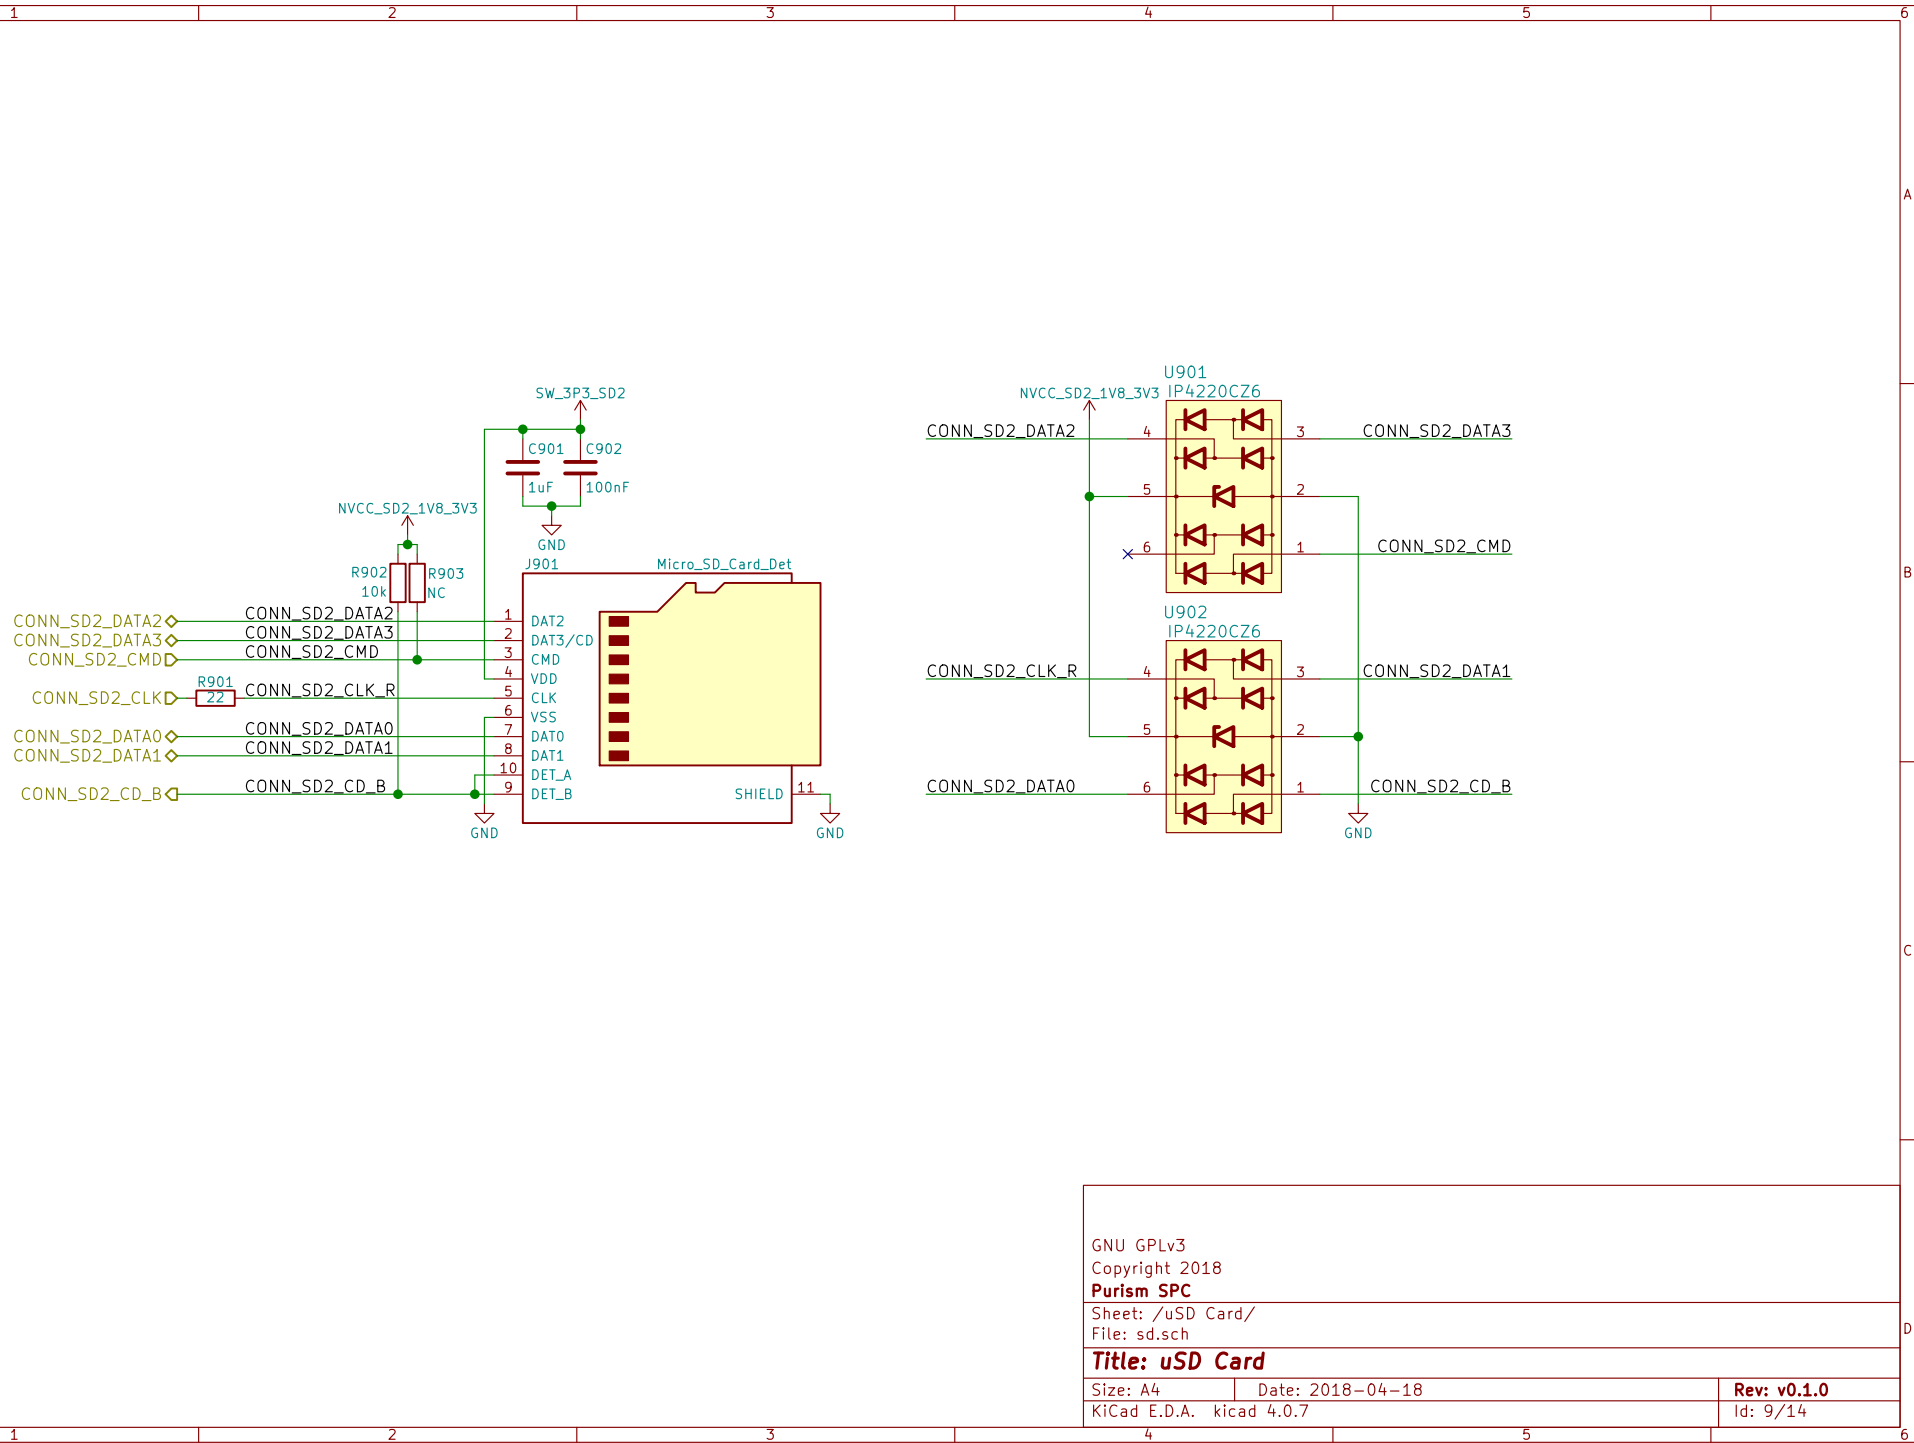 1 2 3 4 5 6
A
B
C
D
SW_3P3_SD2
C901 C902
1uF 100nF
GND
NVCC_SD2_1V8_3V3
R902 R903
10k NC
J901 Micro_SD_Card_Det
CONN_SD2_DATA2 CONN_SD2_DATA2 1 DAT2
CONN_SD2_DATA3 CONN_SD2_DATA3 2 DAT3/CD
CONN_SD2_CMD CONN_SD2_CMD 3 CMD
4 VDD
R901
CONN_SD2_CLK 22 CONN_SD2_CLK_R 5 CLK
6 VSS
CONN_SD2_DATA0 CONN_SD2_DATA0 7 DAT0
CONN_SD2_DATA1 CONN_SD2_DATA1 8 DAT1
10 DET_A
CONN_SD2_CD_B CONN_SD2_CD_B 9 DET_B SHIELD 11
GND GND
U901
NVCC_SD2_1V8_3V3 IP4220CZ6
CONN_SD2_DATA2 4 3 CONN_SD2_DATA3
5 2
6 1 CONN_SD2_CMD
U902
IP4220CZ6
CONN_SD2_CLK_R 4 3 CONN_SD2_DATA1
5 2
CONN_SD2_DATA0 6 1 CONN_SD2_CD_B
GND
GNU GPLv3
Copyright 2018
Purism SPC
Sheet: /uSD Card/
File: sd.sch
Title: uSD Card
Size: A4 Date: 2018-04-18 Rev: v0.1.0
KiCad E.D.A. kicad 4.0.7 Id: 9/14
1 2 3 4 5 6